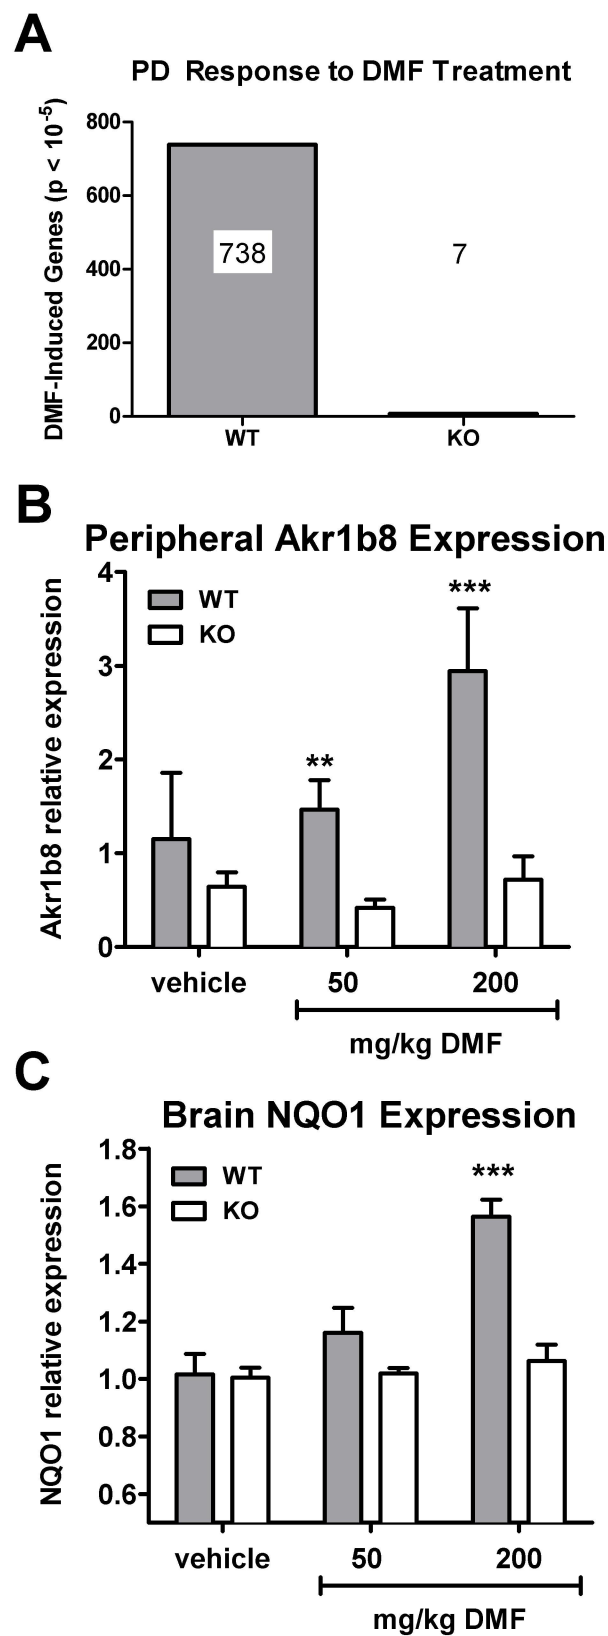 A
PD Response to DMF Treatment
DMF-Induced Genes (p < 10⁻⁵)
800
600
400
200
0
738
7
WT
KO
B
Peripheral Akr1b8 Expression
Akr1b8 relative expression
4
3
2
1
0
WT
KO
**
***
vehicle
50
200
mg/kg DMF
C
Brain NQO1 Expression
NQO1 relative expression
1.8
1.6
1.4
1.2
1.0
0.8
0.6
WT
KO
***
vehicle
50
200
mg/kg DMF